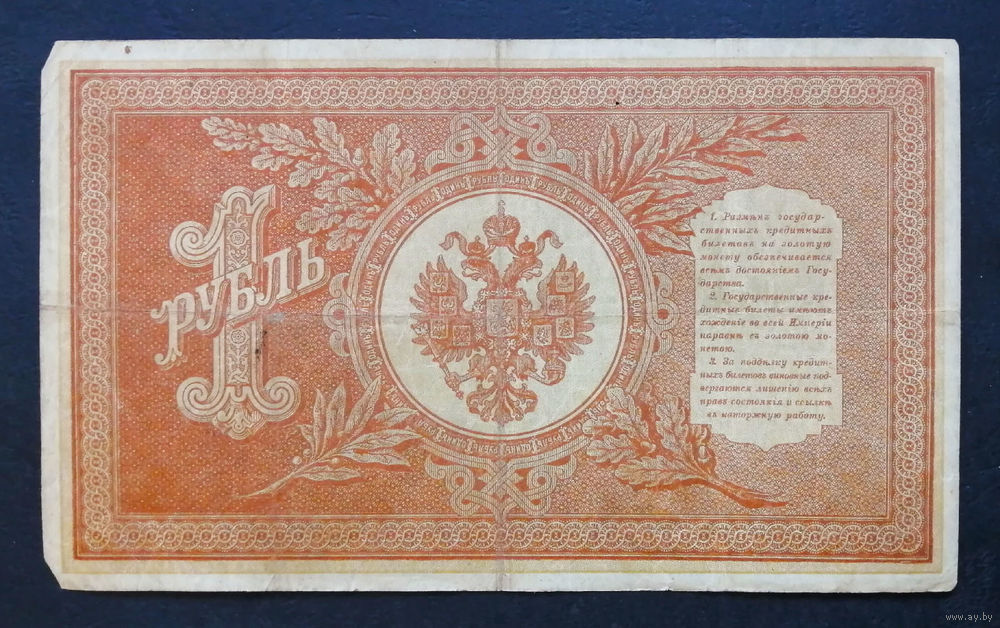 1
РУБЛЬ
1. Размѣнъ государ-
ственныхъ кредитныхъ
билетовъ на золотую
монету обезпечивается
всѣмъ достояніемъ Госу-
дарства.
2. Государственные кре-
дитные билеты имѣютъ
хожденіе во всей Имперіи
наравнѣ съ золотою мо-
нетою.
3. За поддѣлку кредит-
ныхъ билетовъ виновные под-
вергаются лишенію всѣхъ
правъ состоянія и ссылкѣ
въ каторжную работу.
www.ay.by